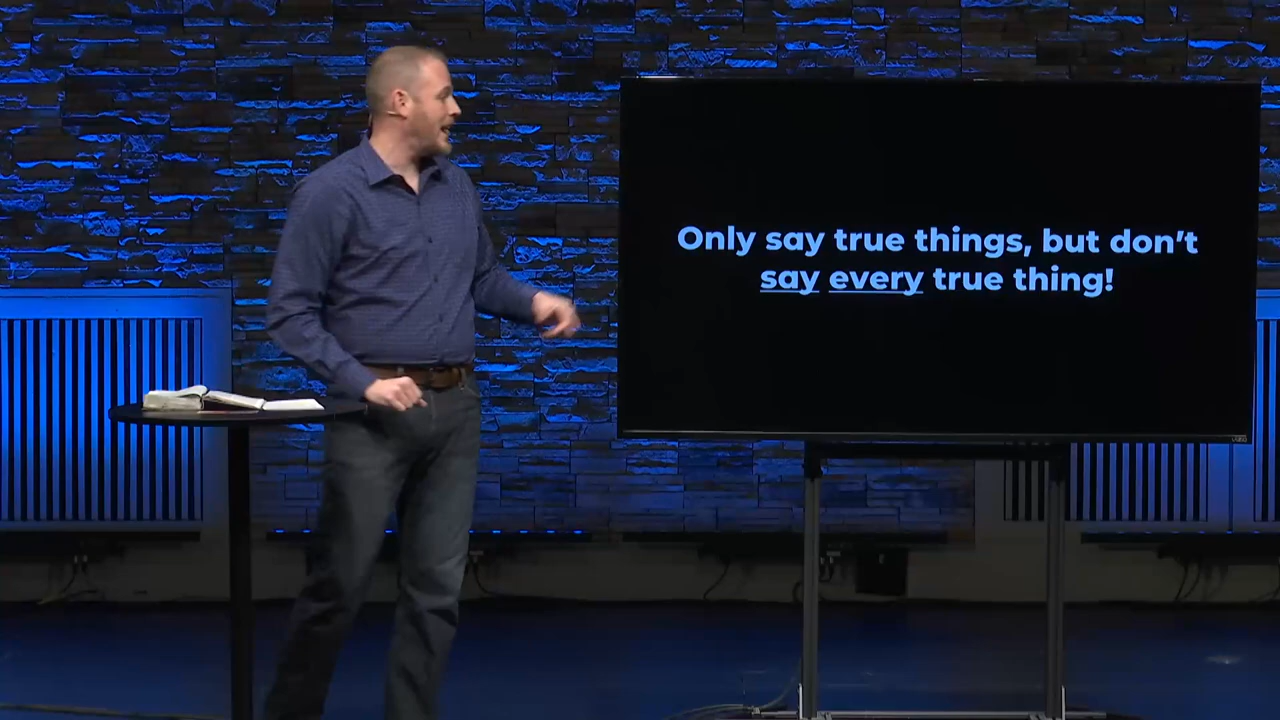 Only say true things, but don’t
say every true thing!